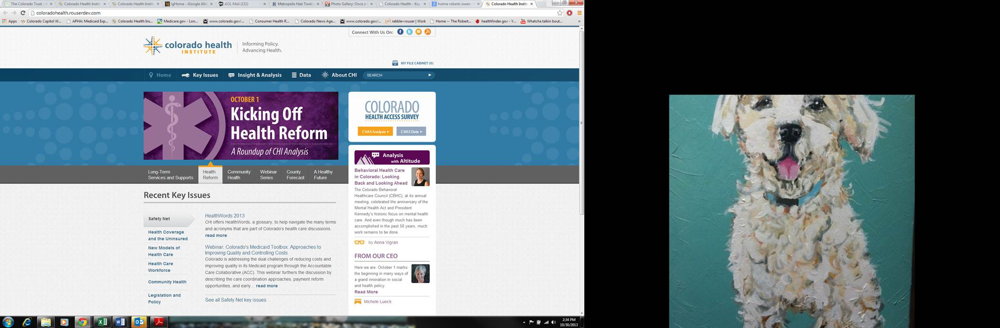 The Colorado Trust - A
Colorado Health Instit
Colorado Health Instit
igHome - iGoogle Alte
AOL Mail (152)
Metropolis Hair Tools
Photo Gallery: Once a
Colorado Health - Key
holme roberts owen -
Colorado Health Instit
coloradohealth.rouserdev.com
Apps
Colorado Capitol W...
APHA: Medicaid Exp...
Colorado Health Ins...
Medicare.gov - Lon...
www.colorado.gov/...
Consumer Health R...
Colorado News Age...
www.colorado.gov/...
rabble+rouser | Work
Home -- The Robert...
healthfinder.gov - Y...
Whatcha talkin bout...
»
Connect With Us On:
colorado health
INSTITUTE
Informing Policy.
Advancing Health.
MY FILE CABINET (0)
Home
Key Issues
Insight & Analysis
Data
About CHI
SEARCH
OCTOBER 1
Kicking Off
Health Reform
A Roundup of CHI Analysis
COLORADO
HEALTH ACCESS SURVEY
CHAS Analysis
CHAS Data
Long-Term
Services and Supports
Health
Reform
Community
Health
Webinar
Series
County
Forecast
A Healthy
Future
Recent Key Issues
Safety Net
Health Coverage
and the Uninsured
New Models of
Health Care
Health Care
Workforce
Community Health
Legislation and
Policy
HealthWords 2013
CHI offers HealthWords, a glossary, to help navigate the many terms
and acronyms that are part of Colorado's health care discussions.
read more
Webinar: Colorado's Medicaid Toolbox: Approaches to
Improving Quality and Controlling Costs
Colorado is addressing the dual challenges of reducing costs and
improving quality in its Medicaid program through the Accountable
Care Collaborative (ACC). This webinar furthers the discussion by
describing the care coordination approaches, payment reform
opportunities, and early... read more
See all Safety Net key issues
Analysis
with Altitude
Behavioral Health Care
in Colorado: Looking
Back and Looking Ahead
The Colorado Behavioral
Healthcare Council (CBHC), at its annual
meeting, celebrated the anniversary of the
Mental Health Act and President
Kennedy's historic focus on mental health
care. And even though much has been
accomplished in the past 50 years, much
work remains to be done.
by Anna Vigran
FROM OUR CEO
Here we are. October 1 marks
the beginning in many ways of
a grand innovation in social
and health policy.
Read More
Michele Lueck
2:34 PM
10/30/2013